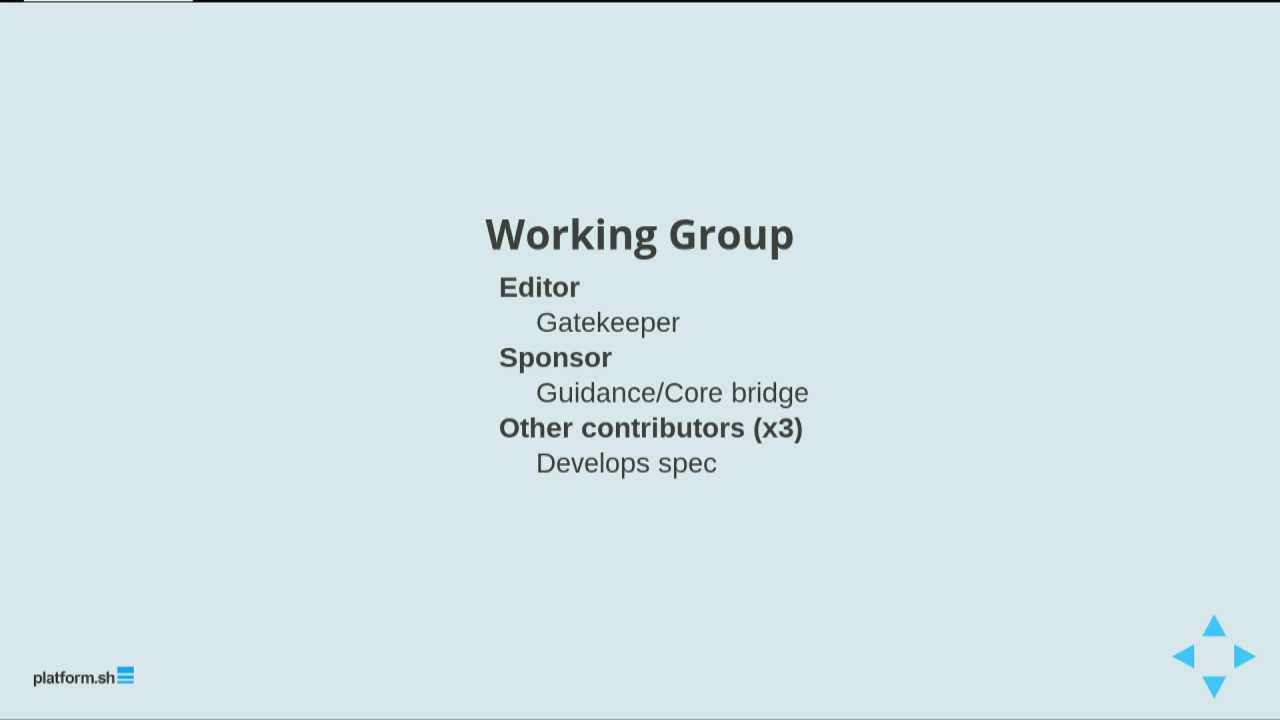 Working Group
Editor
Gatekeeper
Sponsor
Guidance/Core bridge
Other contributors (x3)
Develops spec
platform.sh